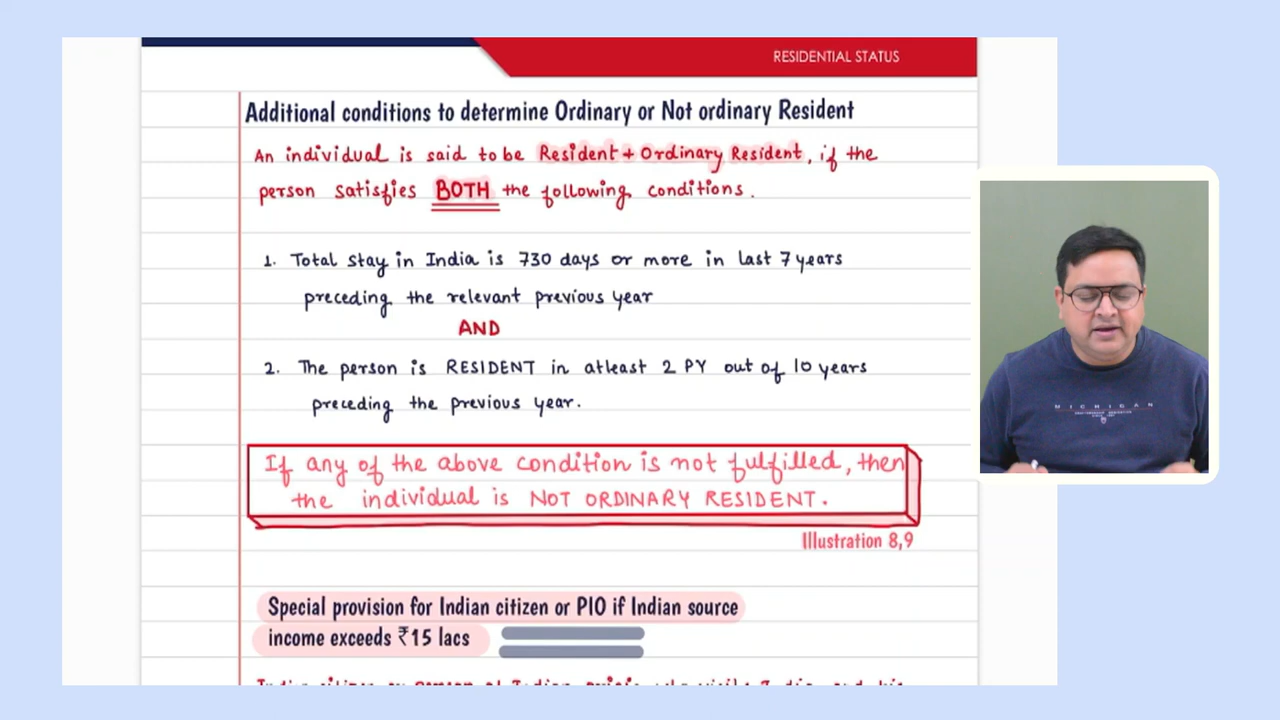 RESIDENTIAL STATUS
Additional conditions to determine Ordinary or Not ordinary Resident
An individual is said to be Resident + Ordinary Resident, if the
person satisfies BOTH the following conditions.
1. Total stay in India is 730 days or more in last 7 years
preceding the relevant previous year
AND
2. The person is RESIDENT in atleast 2 PY out of 10 years
preceding the previous year.
If any of the above condition is not fulfilled, then
the individual is NOT ORDINARY RESIDENT.
Illustration 8,9
Special provision for Indian citizen or PIO if Indian source
income exceeds ₹15 lacs
MICHIGAN